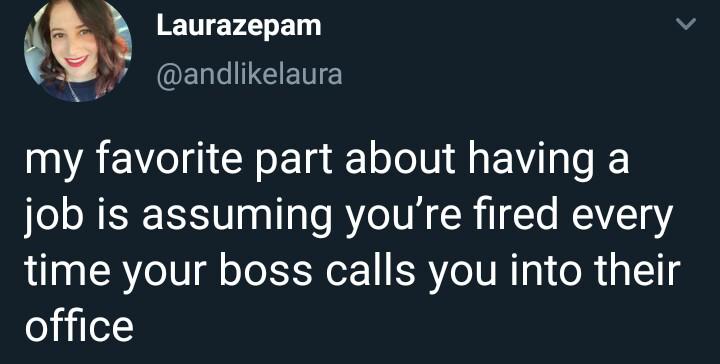 Laurazepam
@andlikelaura
my favorite part about having a
job is assuming you’re fired every
time your boss calls you into their
office